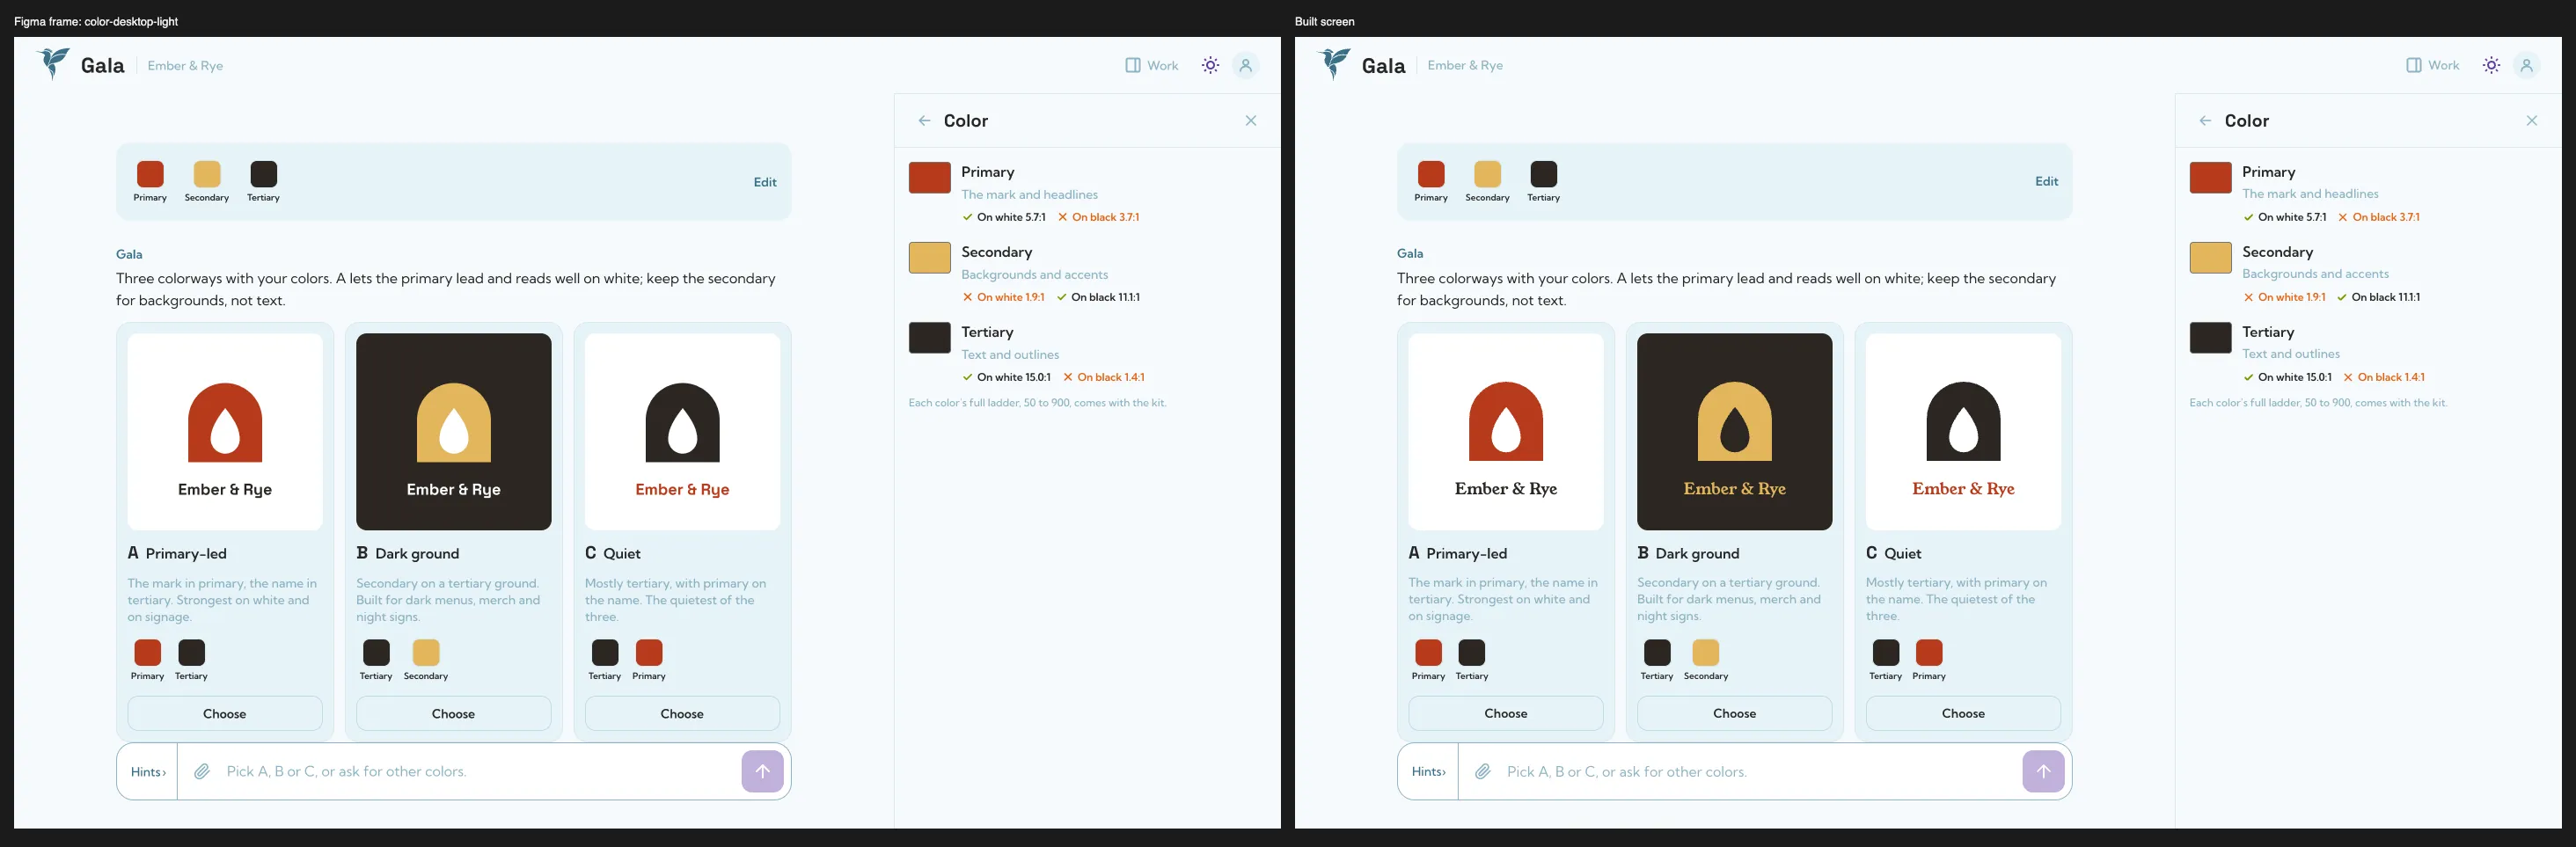 Figma frame: color-desktop-light
Gala
Ember & Rye
Work
Primary
Secondary
Tertiary
Edit
Gala
Three colorways with your colors. A lets the primary lead and reads well on white; keep the secondary
for backgrounds, not text.
Ember & Rye
A Primary-led
The mark in primary, the name in
tertiary. Strongest on white and
on signage.
Primary
Tertiary
Choose
Ember & Rye
B Dark ground
Secondary on a tertiary ground.
Built for dark menus, merch and
night signs.
Tertiary
Secondary
Choose
Ember & Rye
C Quiet
Mostly tertiary, with primary on
the name. The quietest of the
three.
Tertiary
Primary
Choose
Hints›
Pick A, B or C, or ask for other colors.
Color
Primary
The mark and headlines
On white 5.7:1
On black 3.7:1
Secondary
Backgrounds and accents
On white 1.9:1
On black 11.1:1
Tertiary
Text and outlines
On white 15.0:1
On black 1.4:1
Each color's full ladder, 50 to 900, comes with the kit.
Built screen
Gala
Ember & Rye
Work
Primary
Secondary
Tertiary
Edit
Gala
Three colorways with your colors. A lets the primary lead and reads well on white; keep the secondary
for backgrounds, not text.
Ember & Rye
A Primary-led
The mark in primary, the name in
tertiary. Strongest on white and
on signage.
Primary
Tertiary
Choose
Ember & Rye
B Dark ground
Secondary on a tertiary ground.
Built for dark menus, merch and
night signs.
Tertiary
Secondary
Choose
Ember & Rye
C Quiet
Mostly tertiary, with primary on
the name. The quietest of the
three.
Tertiary
Primary
Choose
Hints›
Pick A, B or C, or ask for other colors.
Color
Primary
The mark and headlines
On white 5.7:1
On black 3.7:1
Secondary
Backgrounds and accents
On white 1.9:1
On black 11.1:1
Tertiary
Text and outlines
On white 15.0:1
On black 1.4:1
Each color's full ladder, 50 to 900, comes with the kit.